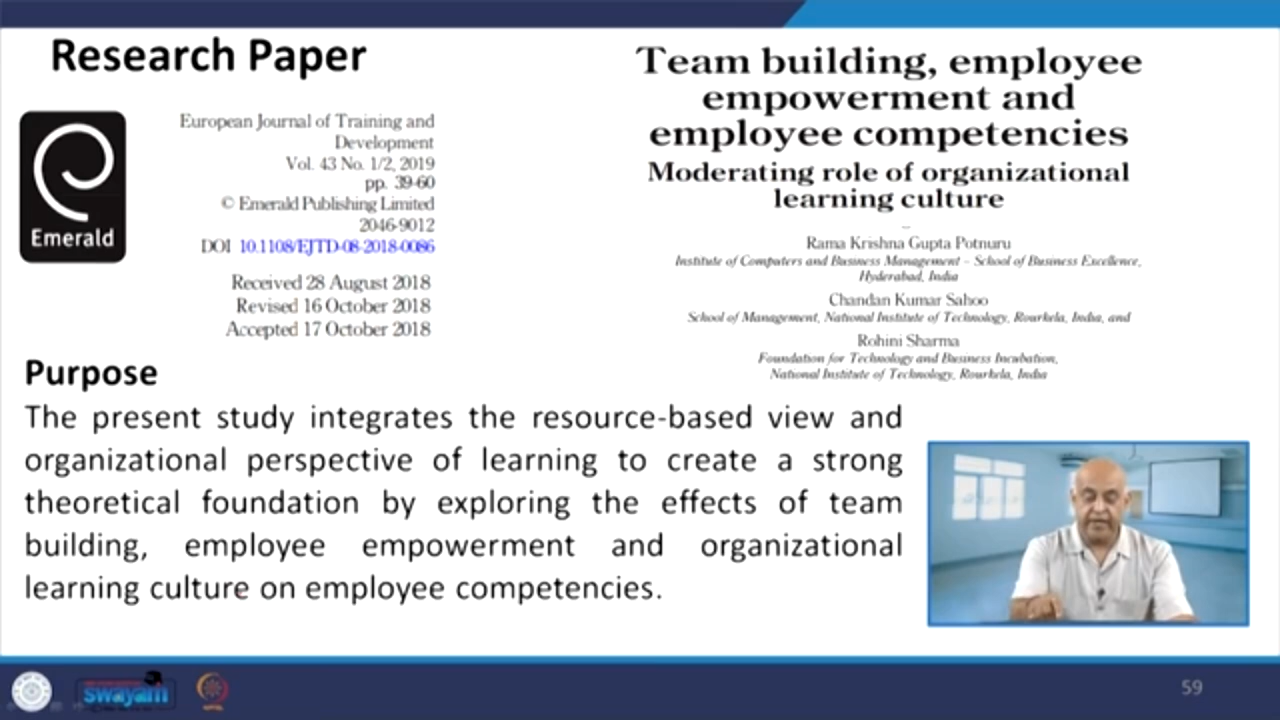 Research Paper
Emerald
European Journal of Training and
Development
Vol. 43 No. 1/2, 2019
pp. 39-60
© Emerald Publishing Limited
2046-9012
DOI 10.1108/EJTD-08-2018-0086
Received 28 August 2018
Revised 16 October 2018
Accepted 17 October 2018
Team building, employee
empowerment and
employee competencies
Moderating role of organizational
learning culture
Rama Krishna Gupta Potnuru
Institute of Computers and Business Management – School of Business Excellence,
Hyderabad, India
Chandan Kumar Sahoo
School of Management, National Institute of Technology, Rourkela, India, and
Rohini Sharma
Foundation for Technology and Business Incubation,
National Institute of Technology, Rourkela, India
Purpose
The present study integrates the resource-based view and
organizational perspective of learning to create a strong
theoretical foundation by exploring the effects of team
building, employee empowerment and organizational
learning culture on employee competencies.
swayam
59